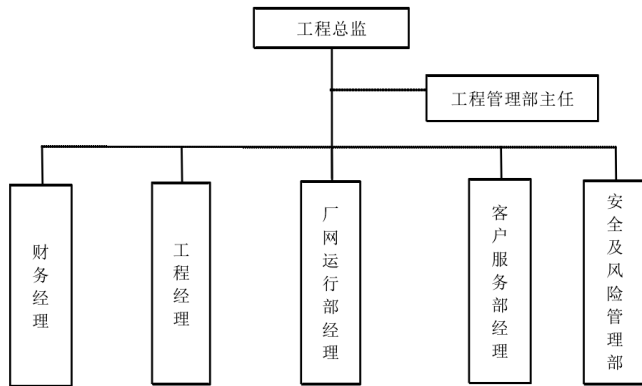 工程总监
工程管理部主任
财务经理
工程经理
厂网运行部经理
客户服务部经理
安全及风险管理部